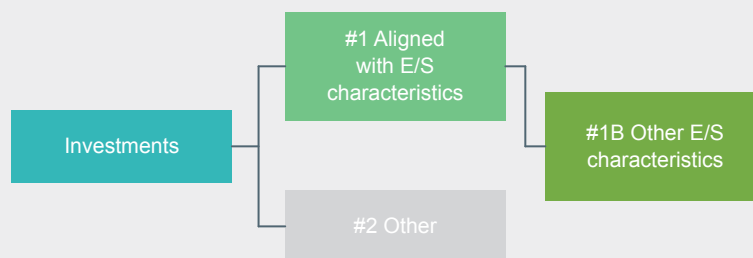 #1 Aligned
with E/S
characteristics
Investments
#1B Other E/S
characteristics
#2 Other